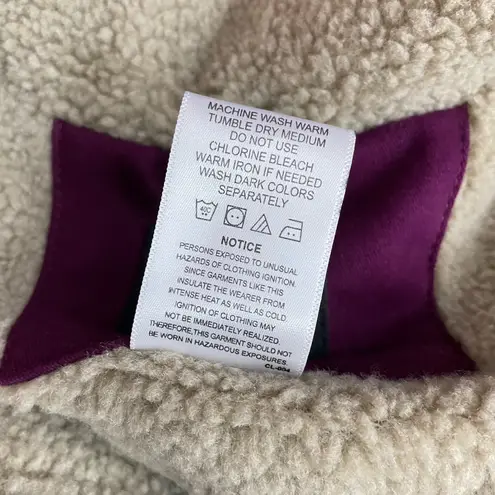 MACHINE WASH WARM
TUMBLE DRY MEDIUM
DO NOT USE
CHLORINE BLEACH
WARM IRON IF NEEDED
WASH DARK COLORS
SEPARATELY
40C
NOTICE
PERSONS EXPOSED TO UNUSUAL
HAZARDS OF CLOTHING IGNITION.
SINCE GARMENTS LIKE THIS
INSULATE THE WEARER FROM
INTENSE HEAT AS WELL AS COLD.
IGNITION OF CLOTHING MAY
NOT BE IMMEDIATELY REALIZED.
THEREFORE,THIS GARMENT SHOULD NOT
BE WORN IN HAZARDOUS EXPOSURES.
CL-004